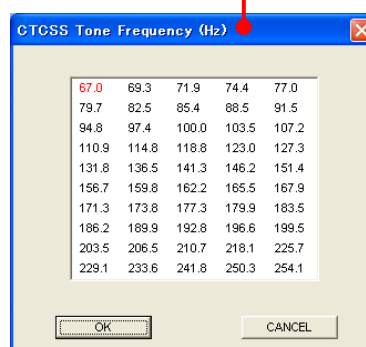 CTCSS Tone Frequency (Hz)
67.0 69.3 71.9 74.4 77.0
79.7 82.5 85.4 88.5 91.5
94.8 97.4 100.0 103.5 107.2
110.9 114.8 118.8 123.0 127.3
131.8 136.5 141.3 146.2 151.4
156.7 159.8 162.2 165.5 167.9
171.3 173.8 177.3 179.9 183.5
186.2 189.9 192.8 196.6 199.5
203.5 206.5 210.7 218.1 225.7
229.1 233.6 241.8 250.3 254.1
OK CANCEL